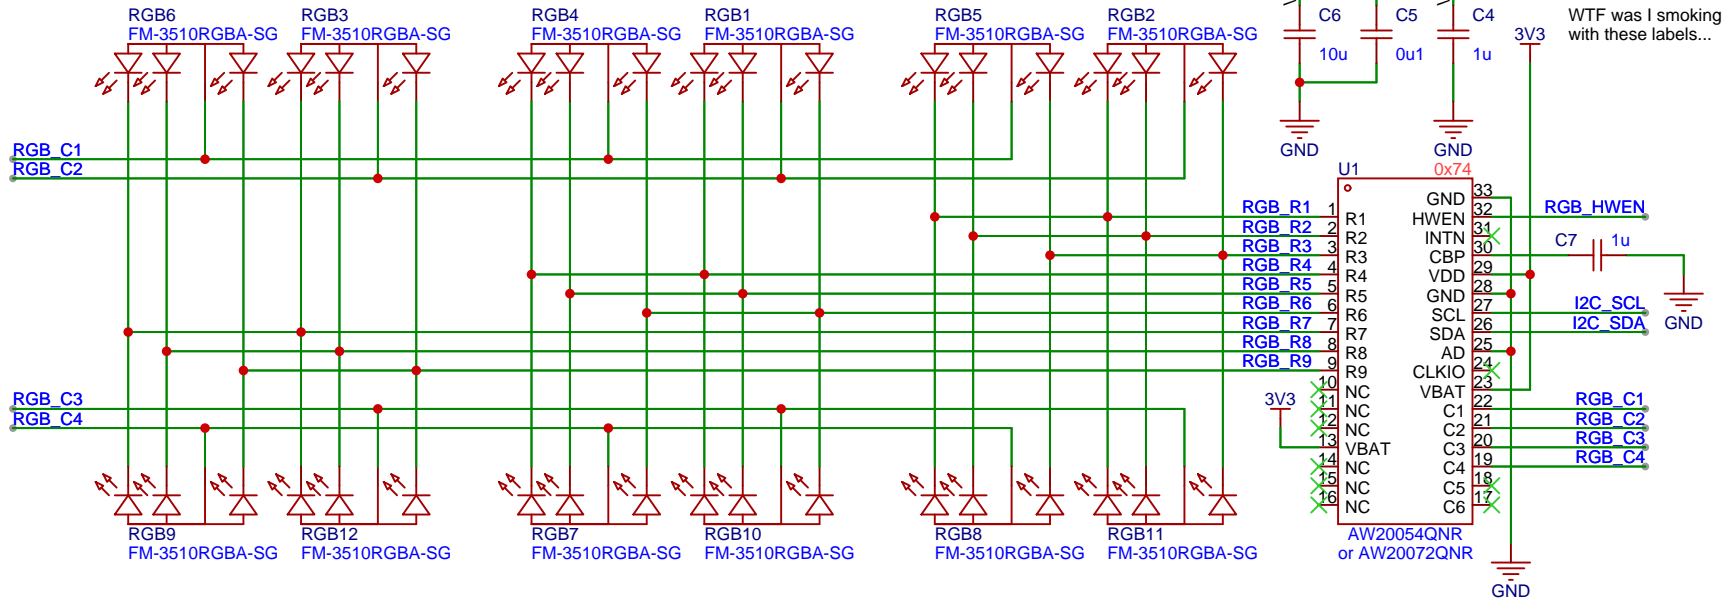 RGB6
FM-3510RGBA-SG
RGB3
FM-3510RGBA-SG
RGB4
FM-3510RGBA-SG
RGB1
FM-3510RGBA-SG
RGB5
FM-3510RGBA-SG
RGB2
FM-3510RGBA-SG
C6
10u
C5
0u1
C4
1u
3V3
WTF was I smoking
with these labels...
GND
GND
RGB_C1
RGB_C2
U1
0x74
RGB_R1
RGB_R2
RGB_R3
RGB_R4
RGB_R5
RGB_R6
RGB_R7
RGB_R8
RGB_R9
1 R1
2 R2
3 R3
4 R4
5 R5
6 R6
7 R7
8 R8
9 R9
10 NC
11 NC
12 NC
13 VBAT
14 NC
15 NC
16 NC
GND 33
HWEN 32
INTN 31
CBP 30
VDD 29
GND 28
SCL 27
SDA 26
AD 25
CLKIO 24
VBAT 23
C1 22
C2 21
C3 20
C4 19
C5 18
C6 17
RGB_HWEN
C7
1u
GND
I2C_SCL
I2C_SDA
RGB_C1
RGB_C2
RGB_C3
RGB_C4
3V3
RGB_C3
RGB_C4
RGB9
FM-3510RGBA-SG
RGB12
FM-3510RGBA-SG
RGB7
FM-3510RGBA-SG
RGB10
FM-3510RGBA-SG
RGB8
FM-3510RGBA-SG
RGB11
FM-3510RGBA-SG
AW20054QNR
or AW20072QNR
GND